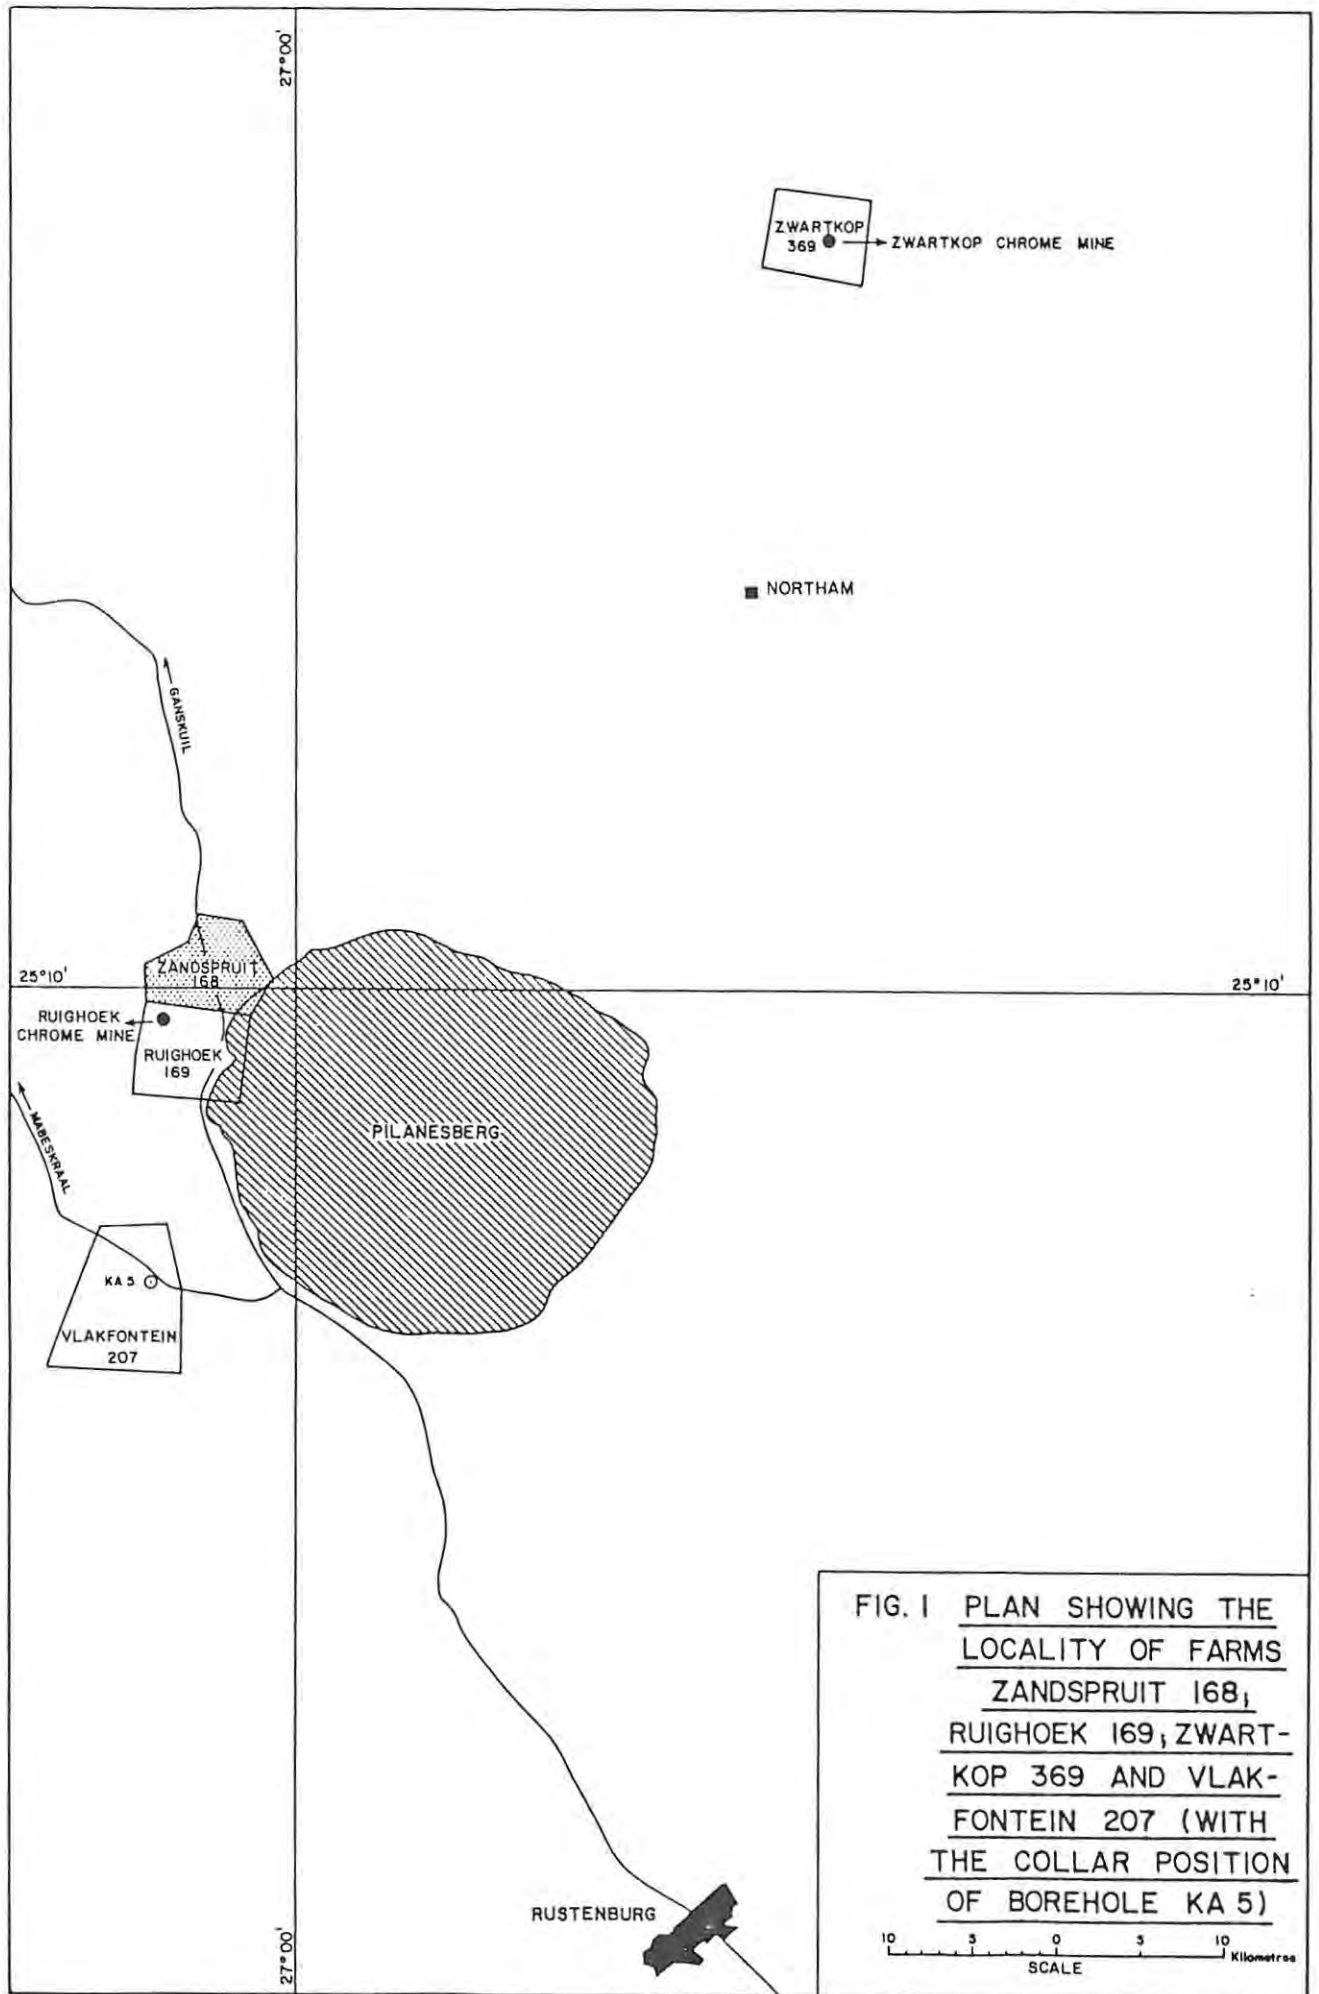 27°00'
ZWARTKOP
369
ZWARTKOP CHROME MINE
NORTHAM
GANSKUIL
ZANDSPRUIT
168
25°10'
25°10'
RUIGHOEK
CHROME MINE
RUIGHOEK
169
MABESKRAAL
PILANESBERG
KA 5
VLAKFONTEIN
207
RUSTENBURG
27°00'
FIG. 1 PLAN SHOWING THE
LOCALITY OF FARMS
ZANDSPRUIT 168;
RUIGHOEK 169; ZWART-
KOP 369 AND VLAK-
FONTEIN 207 (WITH
THE COLLAR POSITION
OF BOREHOLE KA 5)
10 5 0 5 10 Kilometres
SCALE